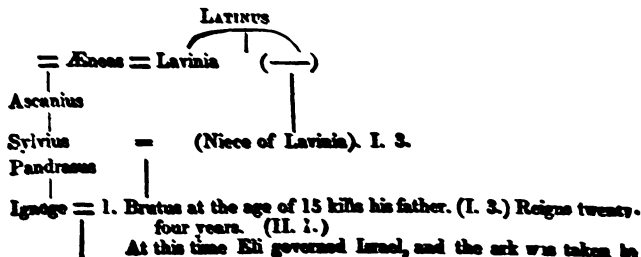 LATINUS
= Æneas = Lavinia (——)
Ascanius
Sylvius = (Niece of Lavinia). I. 3.
Pandrasus
Ignoge = 1. Brutus at the age of 15 kills his father. (I. 3.) Reigns twenty-
four years. (II. 1.)
At this time Eli governed Israel, and the ark was taken by